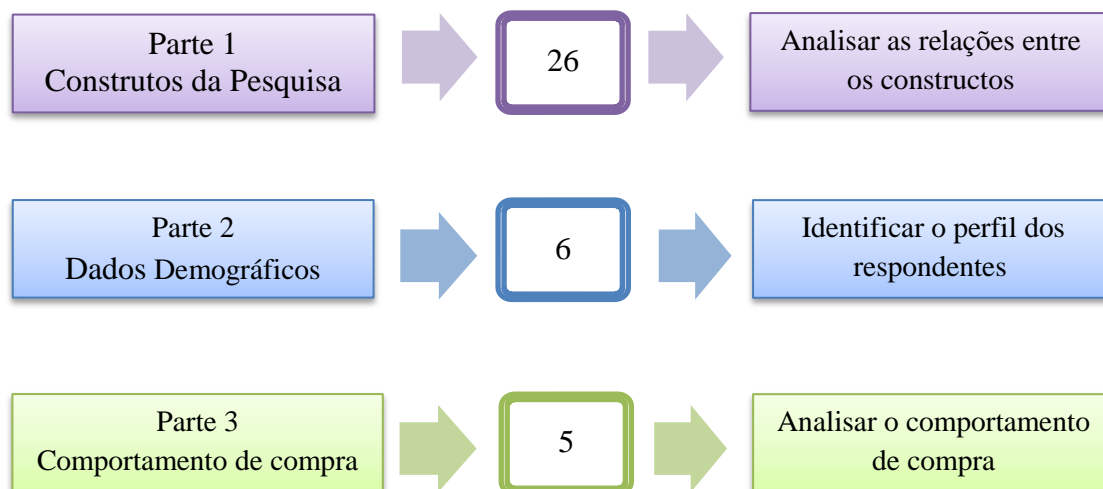 Parte 1
Construtos da Pesquisa
26
Analisar as relações entre
os constructos
Parte 2
Dados Demográficos
6
Identificar o perfil dos
respondentes
Parte 3
Comportamento de compra
5
Analisar o comportamento
de compra